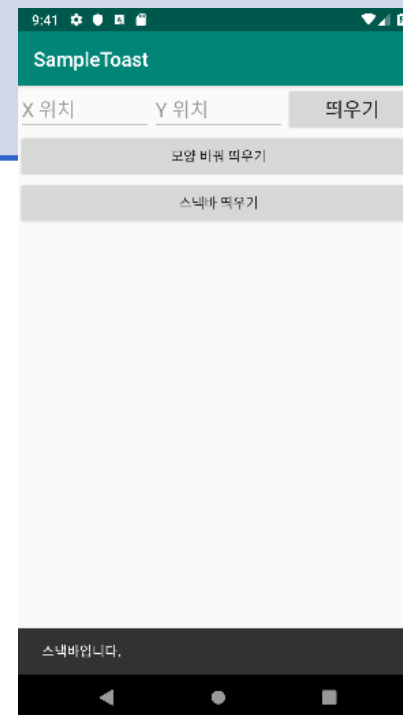 9:41
SampleToast
X 위치 Y 위치 띄우기
모양 바꿔 띄우기
스낵바 띄우기
스낵바입니다.